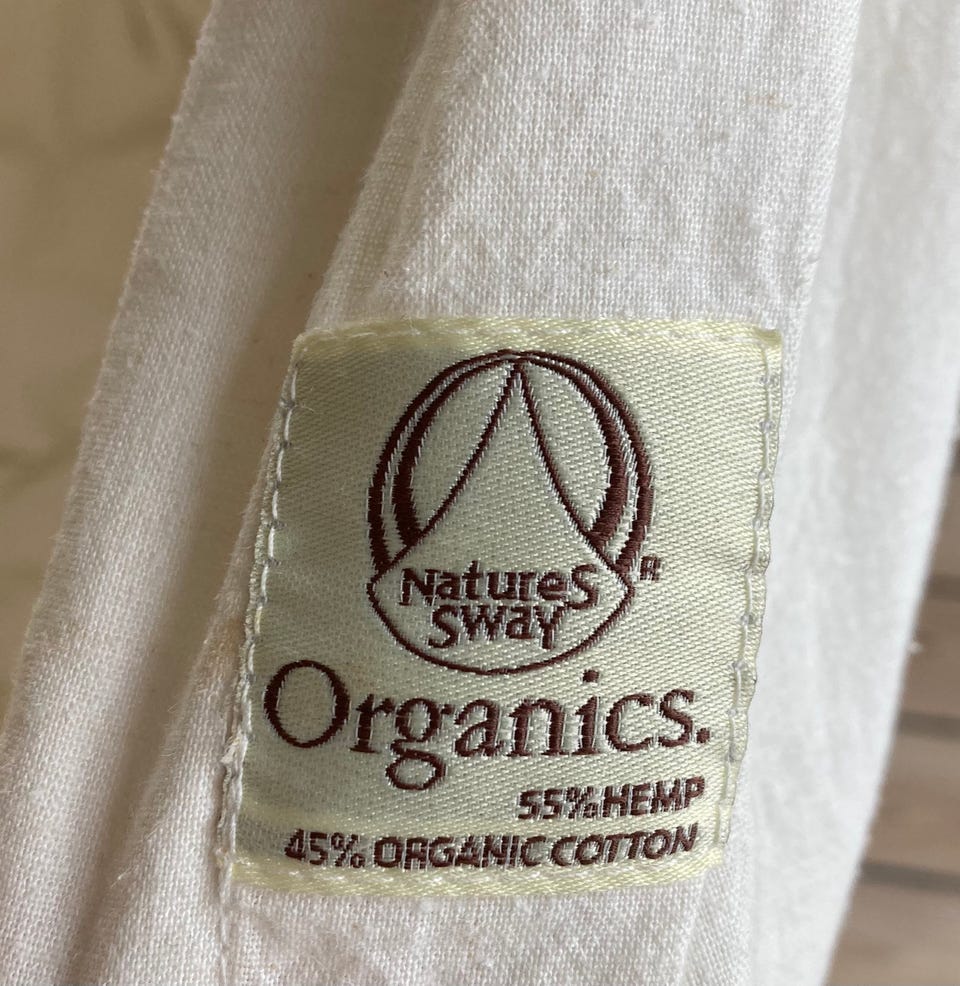 Natures
Sway
®
Organics.
55% HEMP
45% ORGANIC COTTON